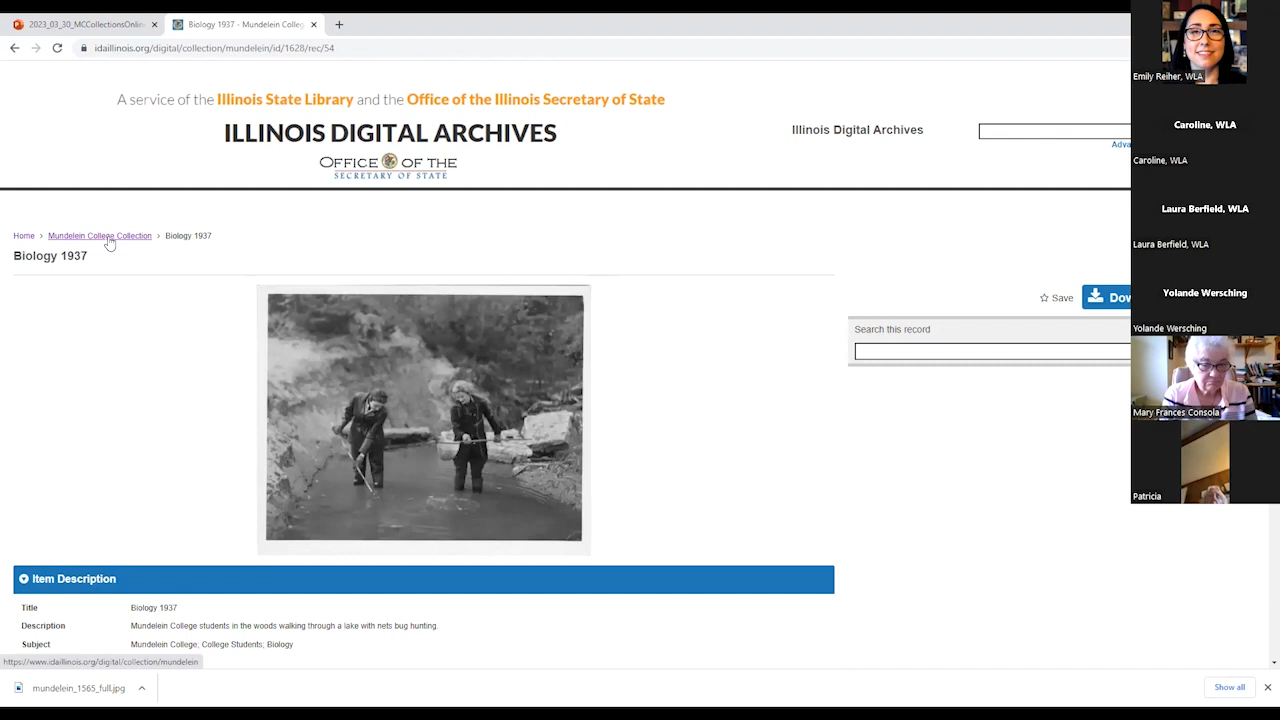 2023_03_30_MCCollectionsOnlin
Biology 1937 - Mundelein Colleg
idaillinois.org/digital/collection/mundelein/id/1628/rec/54
A service of the Illinois State Library and the Office of the Illinois Secretary of State
ILLINOIS DIGITAL ARCHIVES
OFFICE OF THE
SECRETARY OF STATE
Illinois Digital Archives
Adva
Home > Mundelein College Collection > Biology 1937
Biology 1937
Save
Dow
Search this record
Item Description
Title Biology 1937
Description Mundelein College students in the woods walking through a lake with nets bug hunting.
Subject Mundelein College; College Students; Biology
https://www.idaillinois.org/digital/collection/mundelein
mundelein_1565_full.jpg
Show all
Emily Reiher, WLA
Caroline, WLA
Caroline, WLA
Laura Berfield, WLA
Laura Berfield, WLA
Yolande Wersching
Yolande Wersching
Mary Frances Consola
Patricia